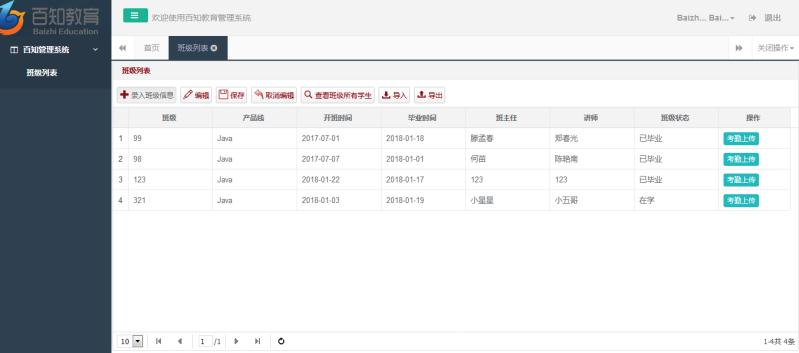 百知教育
Baizhi Education
欢迎使用百知教育管理系统
Baizh... Bai...
退出
百知管理系统
班级列表
首页
班级列表
关闭操作
班级列表
录入班级信息 编辑 保存 取消编辑 查看班级所有学生 导入 导出
班级 产品线 开班时间 毕业时间 班主任 讲师 班级状态 操作
1 99 Java 2017-07-01 2018-01-18 滕孟春 郑春光 已毕业 考勤上传
2 98 Java 2017-07-07 2018-01-01 何苗 陈艳南 已毕业 考勤上传
3 123 Java 2018-01-22 2018-01-17 123 123 已毕业 考勤上传
4 321 Java 2018-01-03 2018-01-19 小星星 小五哥 在学 考勤上传
10 1 /1 1-4共 4条